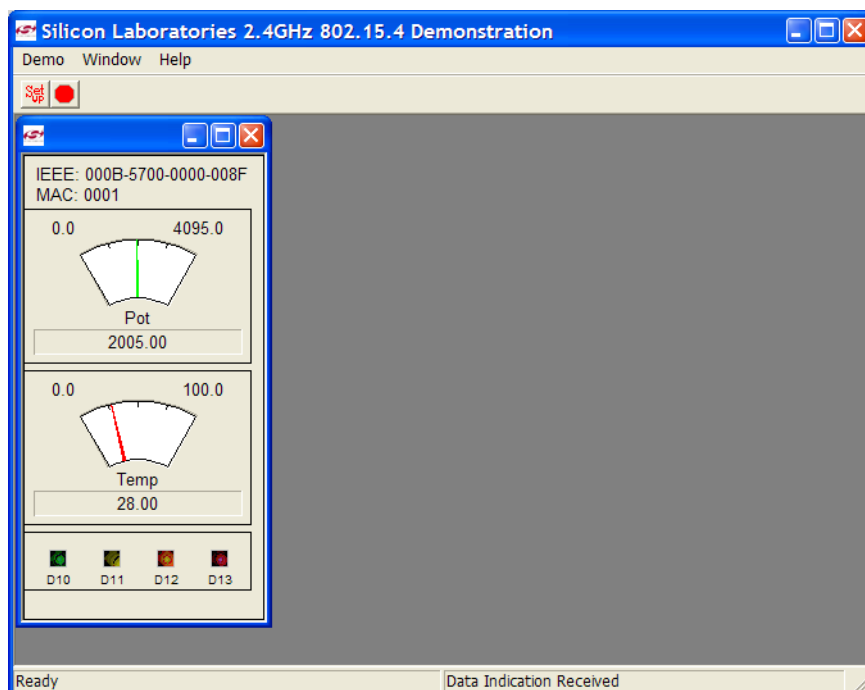 Silicon Laboratories 2.4GHz 802.15.4 Demonstration
Demo Window Help
Set Up
IEEE: 000B-5700-0000-008F
MAC: 0001
0.0 4095.0
Pot
2005.00
0.0 100.0
Temp
28.00
D10 D11 D12 D13
Ready Data Indication Received